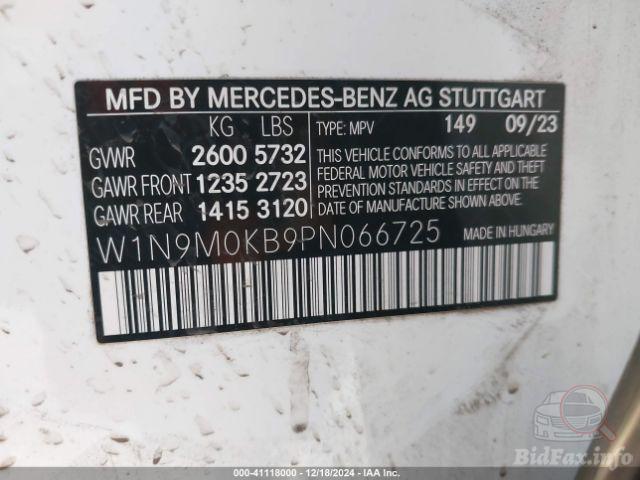 MFD BY MERCEDES-BENZ AG STUTTGART
KG LBS TYPE: MPV 149 09/23
GVWR 2600 5732
GAWR FRONT 1235 2723
GAWR REAR 1415 3120
THIS VEHICLE CONFORMS TO ALL APPLICABLE
FEDERAL MOTOR VEHICLE SAFETY AND THEFT
PREVENTION STANDARDS IN EFFECT ON THE
DATE OF MANUFACTURE SHOWN ABOVE.
W1N9M0KB9PN066725 MADE IN HUNGARY
000-41118000 - 12/18/2024 - IAA Inc.
BidFax.info